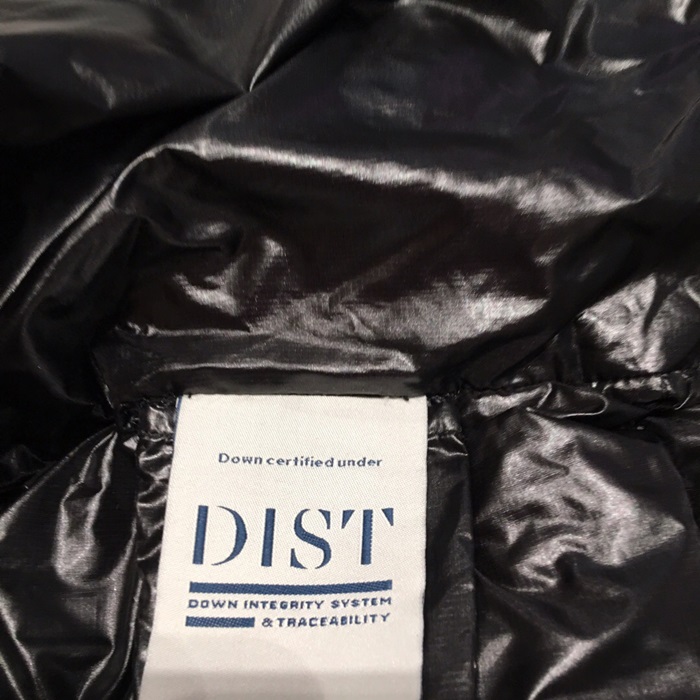 Down certified under
DIST
DOWN INTEGRITY SYSTEM
& TRACEABILITY